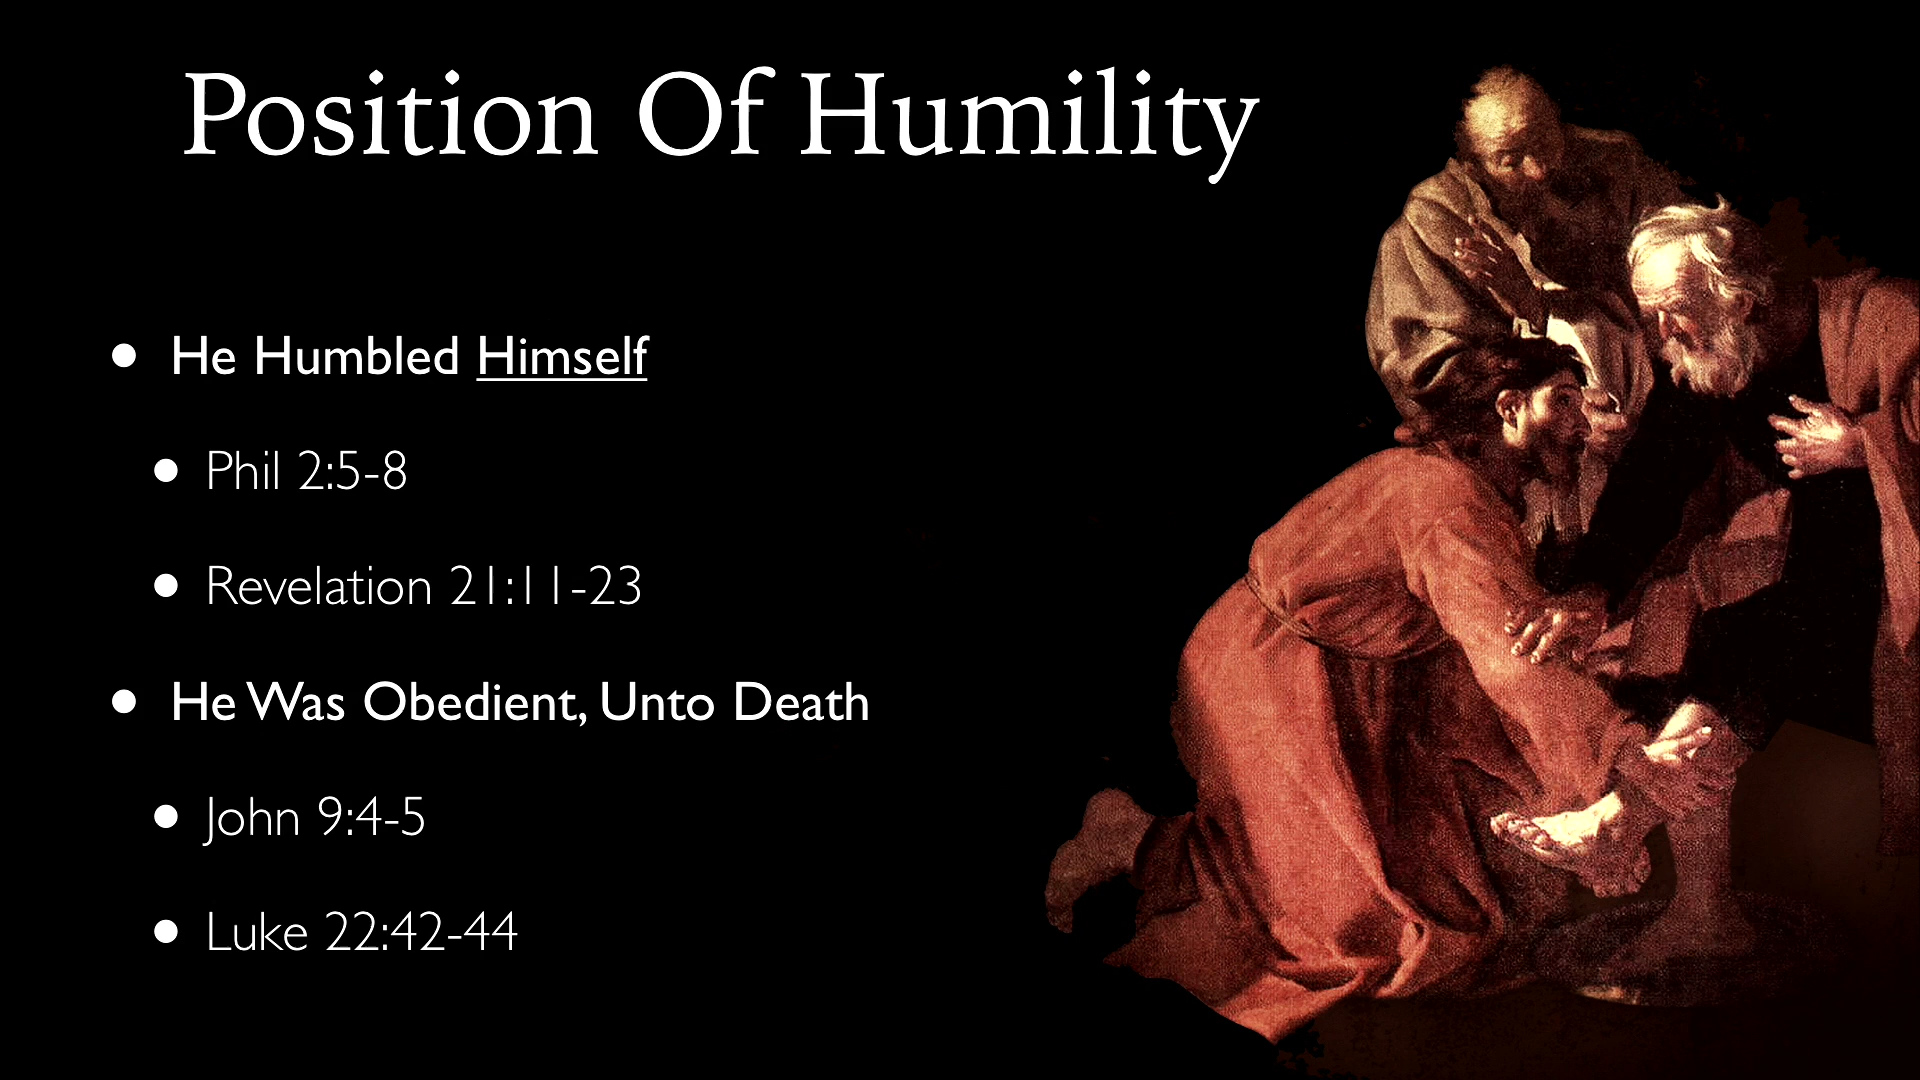 Position Of Humility
• He Humbled Himself
• Phil 2:5-8
• Revelation 21:11-23
• He Was Obedient, Unto Death
• John 9:4-5
• Luke 22:42-44